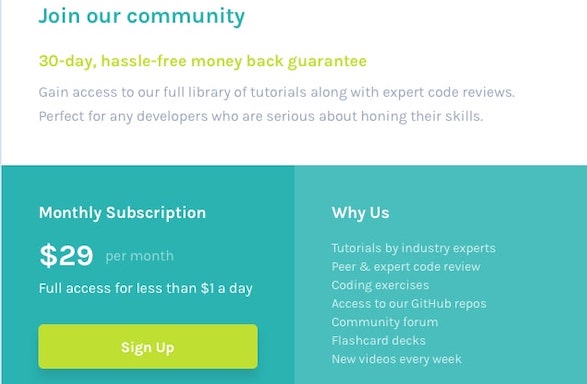 Join our community
30-day, hassle-free money back guarantee
Gain access to our full library of tutorials along with expert code reviews.
Perfect for any developers who are serious about honing their skills.
Monthly Subscription
$29 per month
Full access for less than $1 a day
Sign Up
Why Us
Tutorials by industry experts
Peer & expert code review
Coding exercises
Access to our GitHub repos
Community forum
Flashcard decks
New videos every week